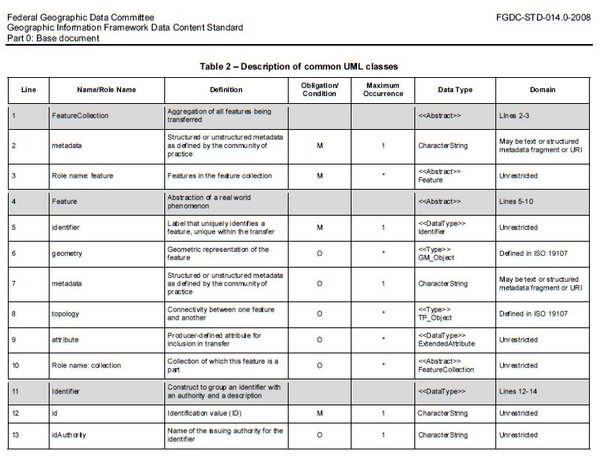 Federal Geographic Data Committee FGDC-STD-014.0-2008
Geographic Information Framework Data Content Standard
Part 0: Base document
Table 2 – Description of common UML classes
Line Name/Role Name Definition Obligation/ Condition Maximum Occurrence Data Type Domain
1 FeatureCollection Aggregation of all features being transferred <<Abstract>> Lines 2-3
2 metadata Structured or unstructured metadata as defined by the community of practice M 1 CharacterString May be text or structured metadata fragment or URI
3 Role name: feature Features in the feature collection M * <<Abstract>> Feature Unrestricted
4 Feature Abstraction of a real world phenomenon <<Abstract>> Lines 5-10
5 identifier Label that uniquely identifies a feature, unique within the transfer M 1 <<DataType>> Identifier Unrestricted
6 geometry Geometric representation of the feature O * <<Type>> GM_Object Defined in ISO 19107
7 metadata Structured or unstructured metadata as defined by the community of practice O 1 CharacterString May be text or structured metadata fragment or URI
8 topology Connectivity between one feature and another O * <<Type>> TP_Object Defined in ISO 19107
9 attribute Producer-defined attribute for inclusion in transfer O * <<DataType>> ExtendedAttribute Unrestricted
10 Role name: collection Collection of which this feature is a part O * <<Abstract>> FeatureCollection Unrestricted
11 Identifier Construct to group an identifier with an authority and a description <<DataType>> Lines 12-14
12 id Identification value (ID) M 1 CharacterString Unrestricted
13 idAuthority Name of the issuing authority for the identifier O 1 CharacterString Unrestricted